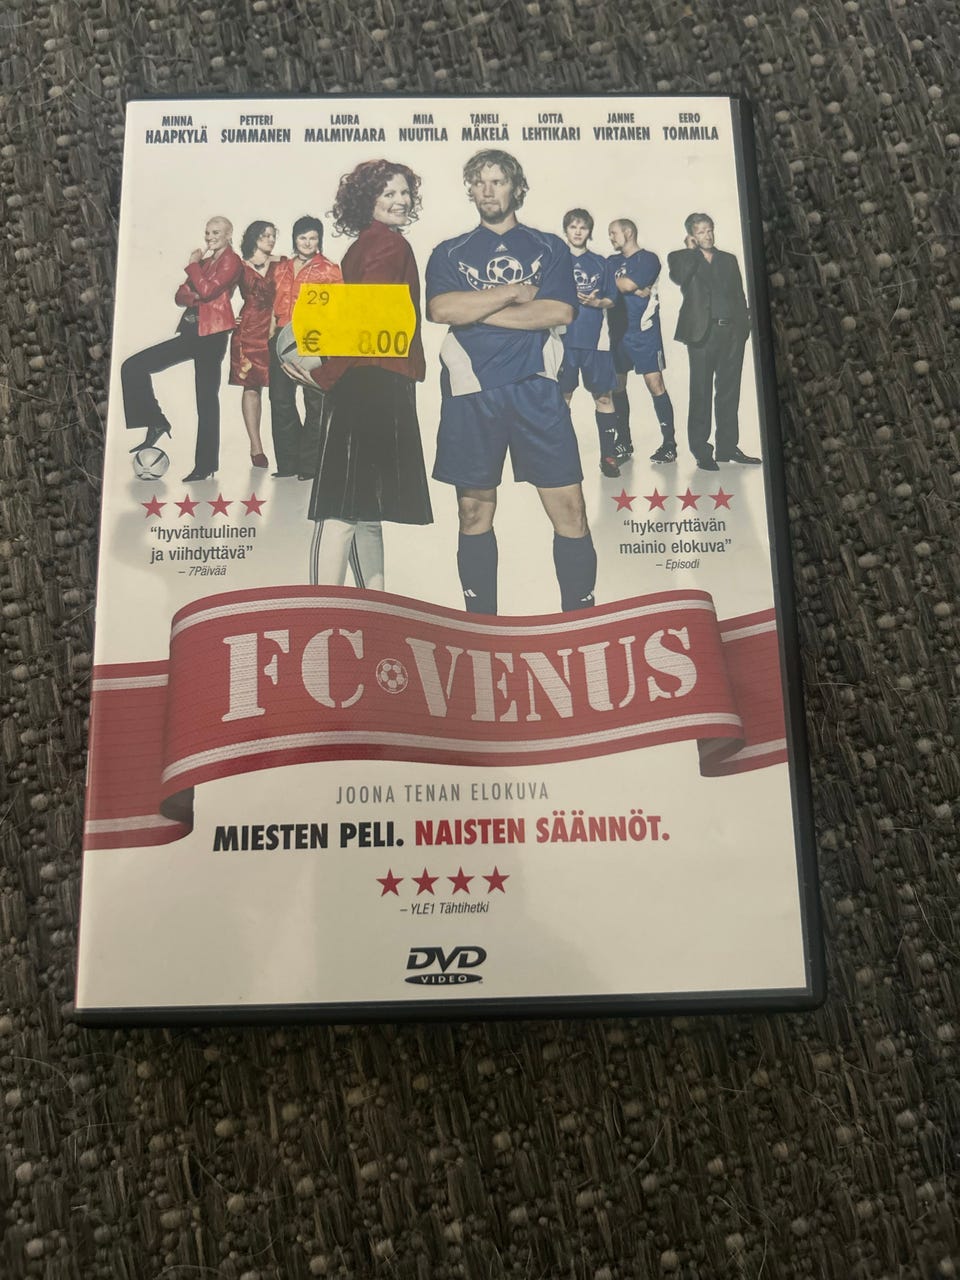 MINNA HAAPKYLÄ
PETTERI SUMMANEN
LAURA MALMIVAARA
MIIA NUUTILA
TANELI MÄKELÄ
LOTTA LEHTIKARI
JANNE VIRTANEN
EERO TOMMILA
29
€ 8.00
"hyväntuulinen
ja viihdyttävä"
– 7Päivää
"hykerryttävän
mainio elokuva"
– Episodi
FC VENUS
JOONA TENAN ELOKUVA
MIESTEN PELI. NAISTEN SÄÄNNÖT.
– YLE1 Tähtihetki
DVD
VIDEO